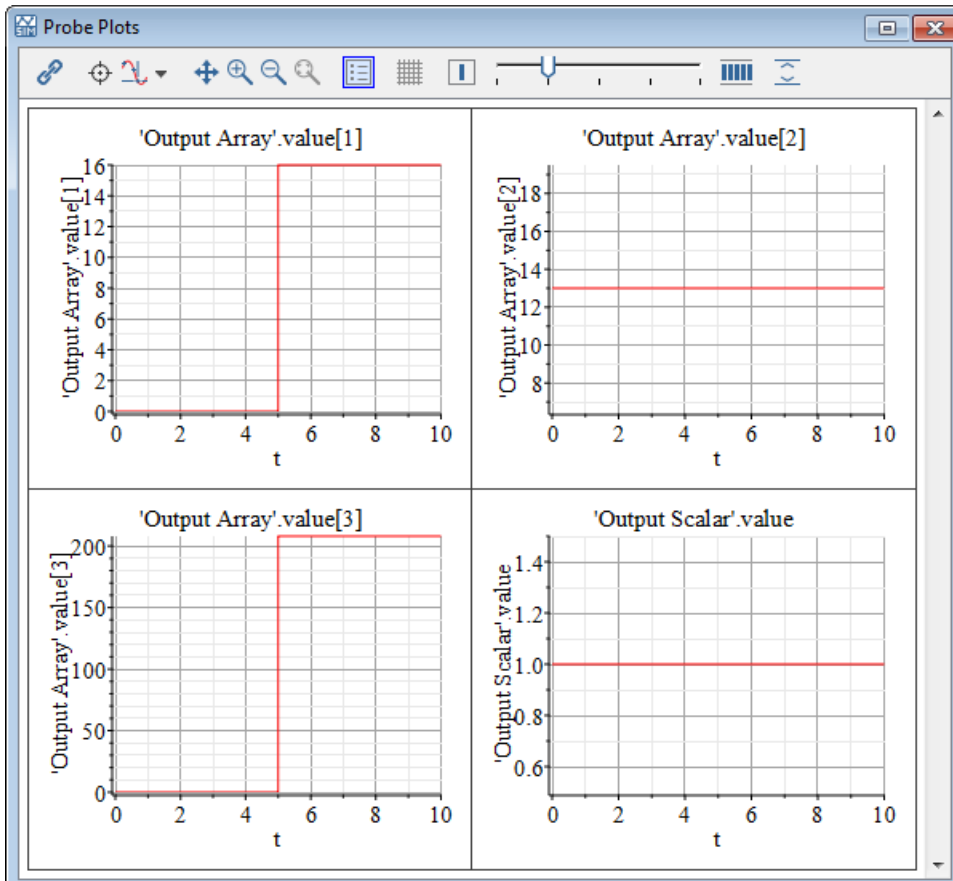 Probe Plots
SIM
'Output Array'.value[1]
'Output Array'.value[1]
16
14
12
10
8
6
4
2
0
0 2 4 6 8 10
t
'Output Array'.value[2]
'Output Array'.value[2]
18
16
14
12
10
8
0 2 4 6 8 10
t
'Output Array'.value[3]
'Output Array'.value[3]
200
150
100
50
0
0 2 4 6 8 10
t
'Output Scalar'.value
'Output Scalar'.value
1.4
1.2
1.0
0.8
0.6
0 2 4 6 8 10
t